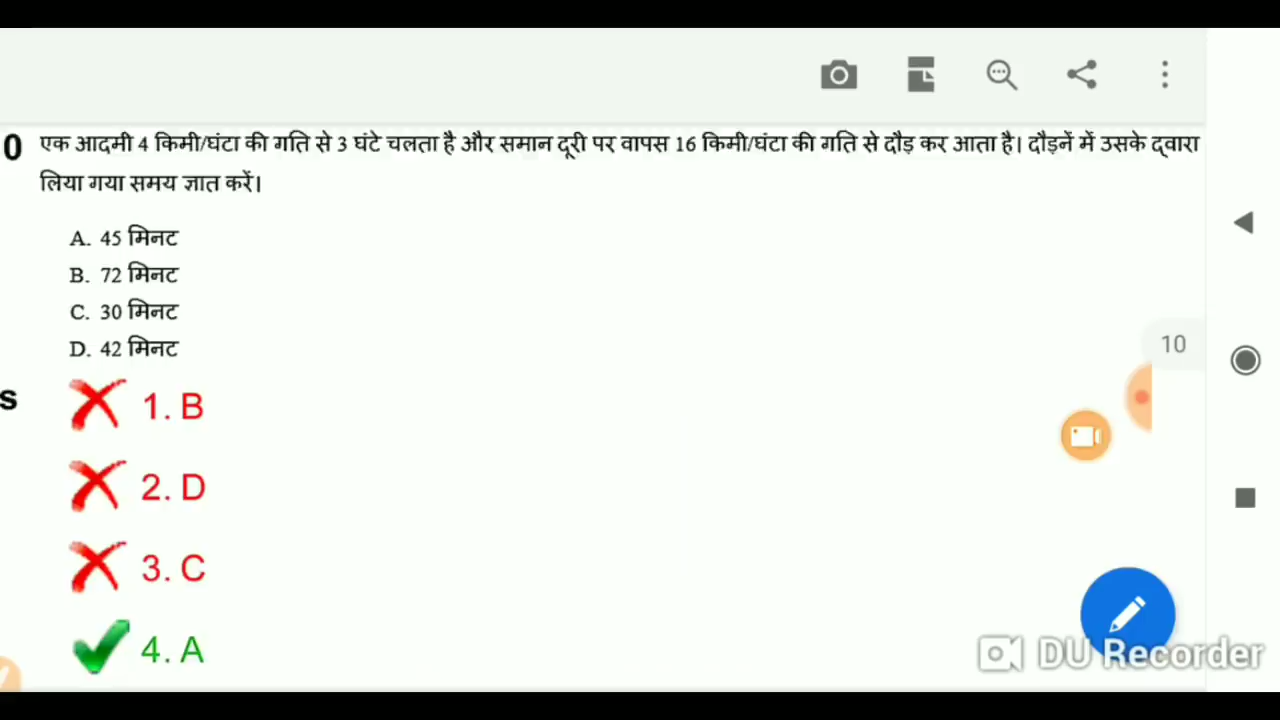 0 एक आदमी 4 किमी/घंटा की गति से 3 घंटे चलता है और समान दूरी पर वापस 16 किमी/घंटा की गति से दौड़ कर आता है। दौड़नें में उसके द्वारा
लिया गया समय ज्ञात करें।
A. 45 मिनट
B. 72 मिनट
C. 30 मिनट
D. 42 मिनट
10
s
1. B
2. D
3. C
4. A
DU Recorder